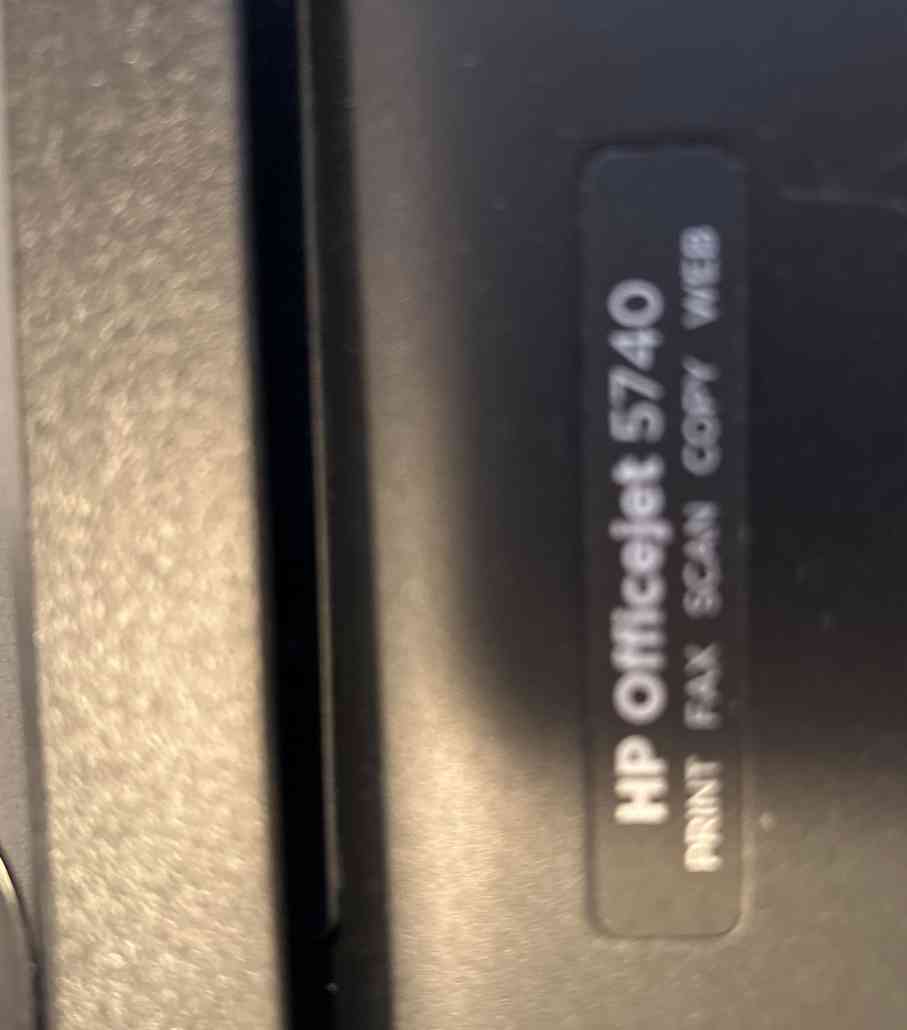 HP Officejet 5740
PRINT FAX SCAN COPY WEB